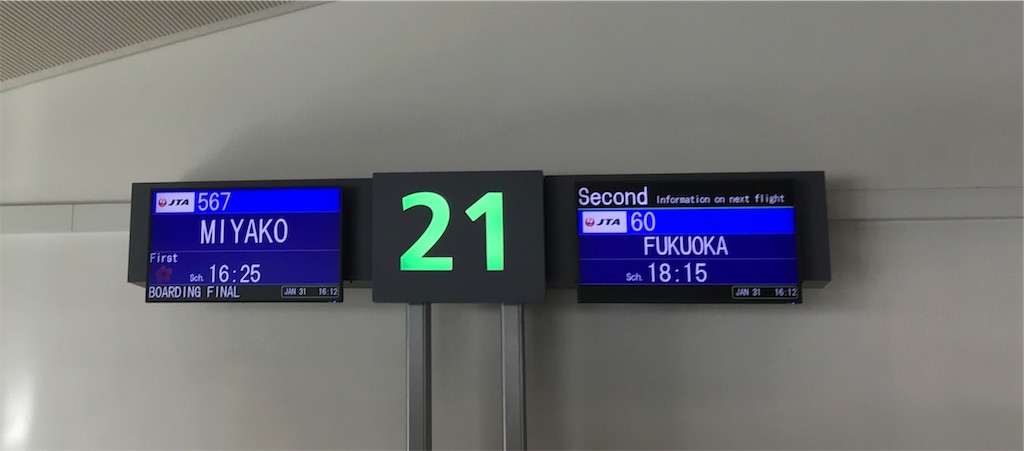 JTA 567
MIYAKO
First
Sch. 16:25
BOARDING FINAL JAN 31 16:12
21
Second Information on next flight
JTA 60
FUKUOKA
Sch. 18:15
JAN 31 16:12